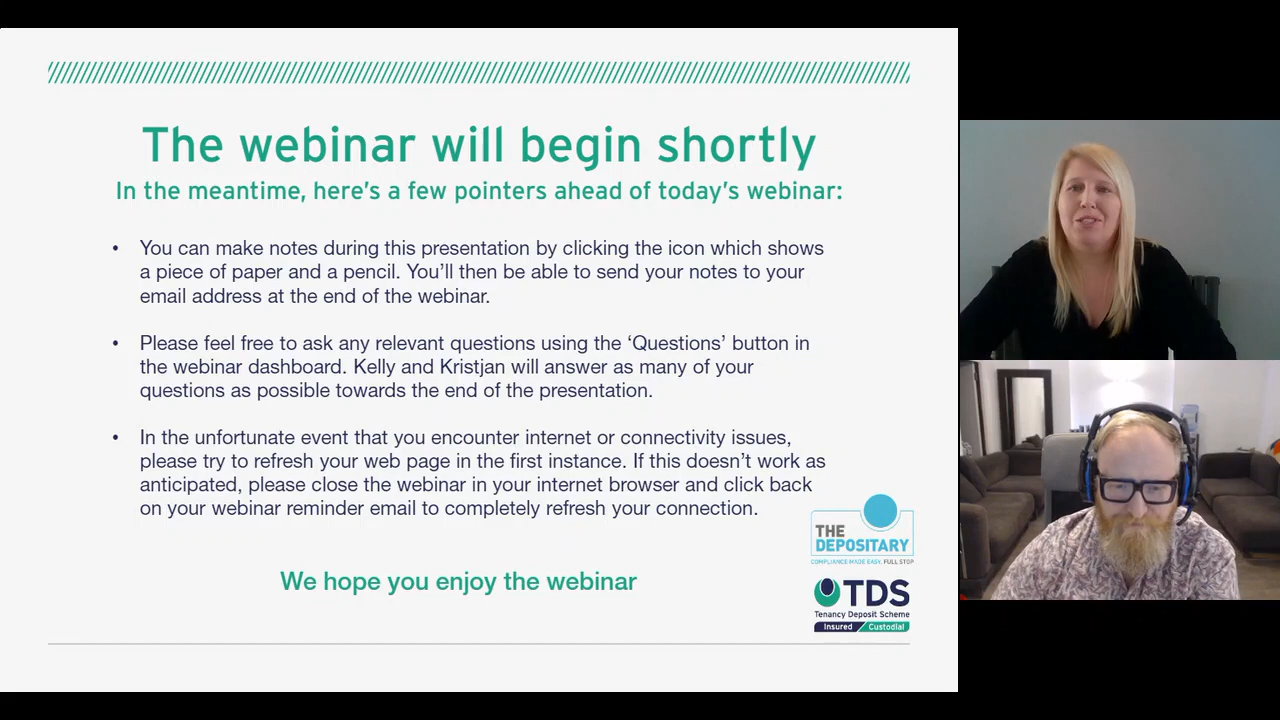 The webinar will begin shortly
In the meantime, here's a few pointers ahead of today's webinar:
• You can make notes during this presentation by clicking the icon which shows
a piece of paper and a pencil. You'll then be able to send your notes to your
email address at the end of the webinar.
• Please feel free to ask any relevant questions using the ‘Questions’ button in
the webinar dashboard. Kelly and Kristjan will answer as many of your
questions as possible towards the end of the presentation.
• In the unfortunate event that you encounter internet or connectivity issues,
please try to refresh your web page in the first instance. If this doesn't work as
anticipated, please close the webinar in your internet browser and click back
on your webinar reminder email to completely refresh your connection.
THE
DEPOSITARY
COMPLIANCE MADE EASY. FULL STOP
We hope you enjoy the webinar
TDS
Tenancy Deposit Scheme
Insured Custodial